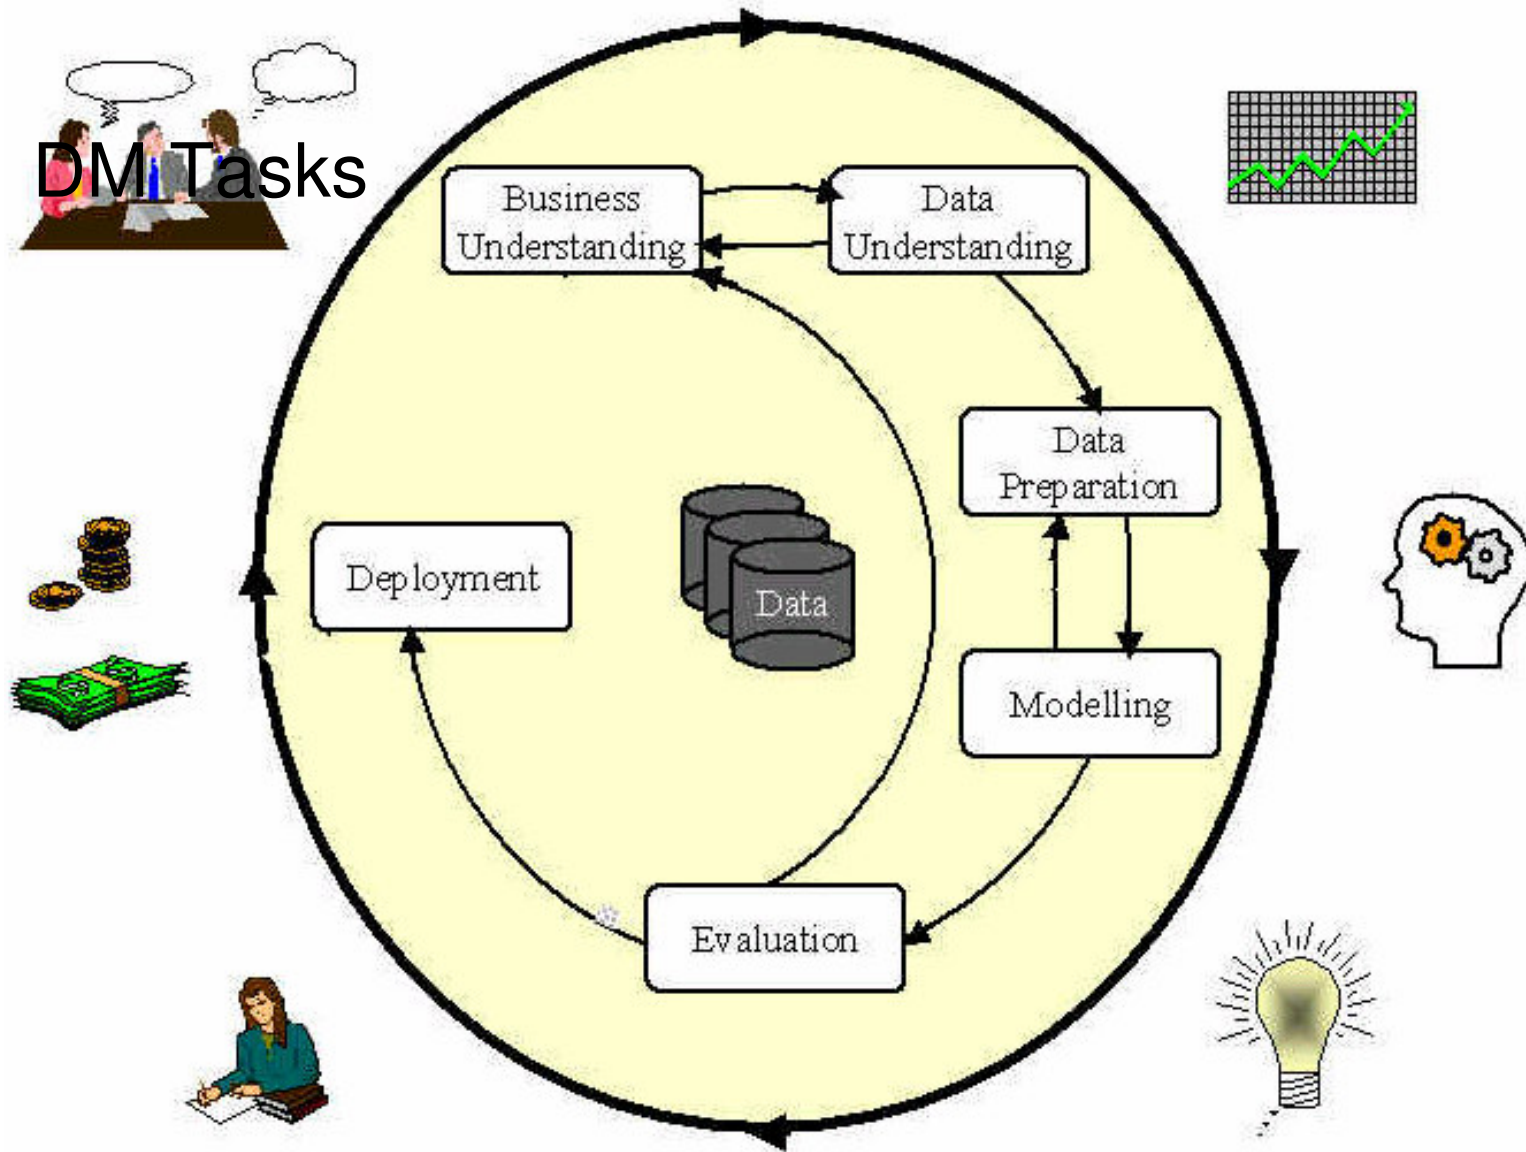 DM Tasks
Business
Understanding
Data
Understanding
Data
Preparation
Deployment
Data
Modelling
Evaluation